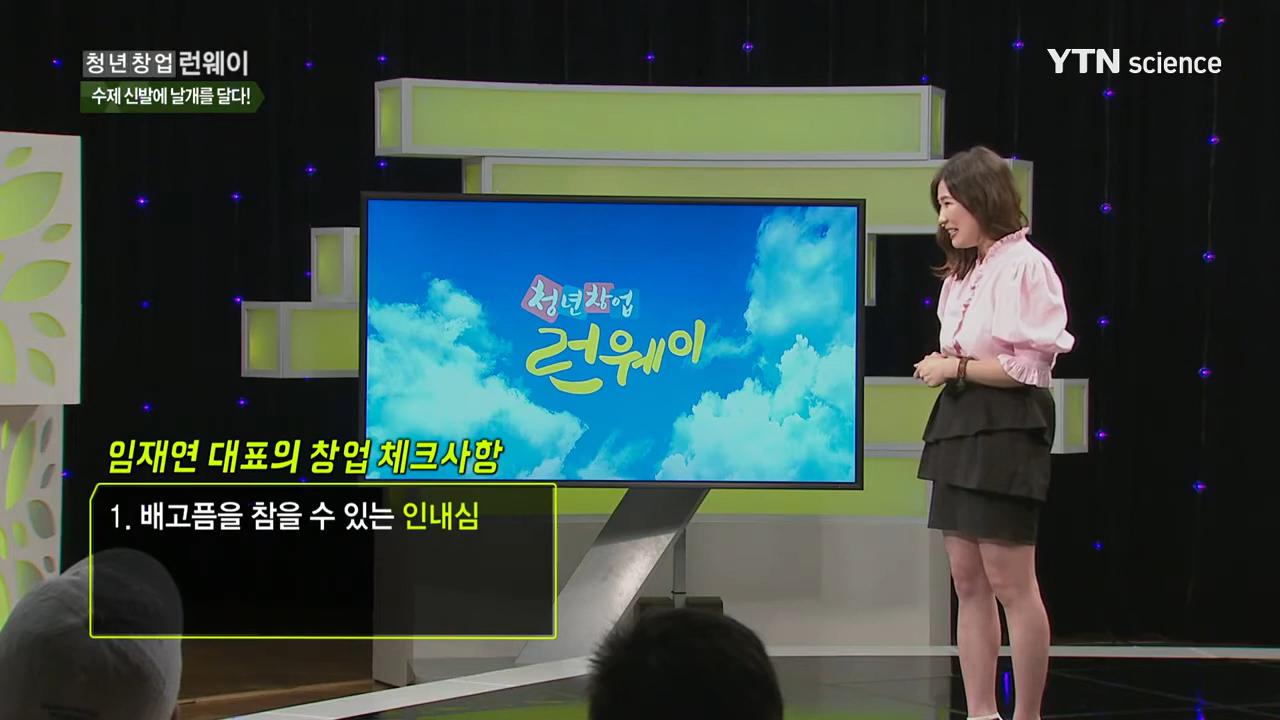 청년창업 런웨이
수제 신발에 날개를 달다!
YTN science
청년창업
런웨이
임재연 대표의 창업 체크사항
1. 배고픔을 참을 수 있는 인내심